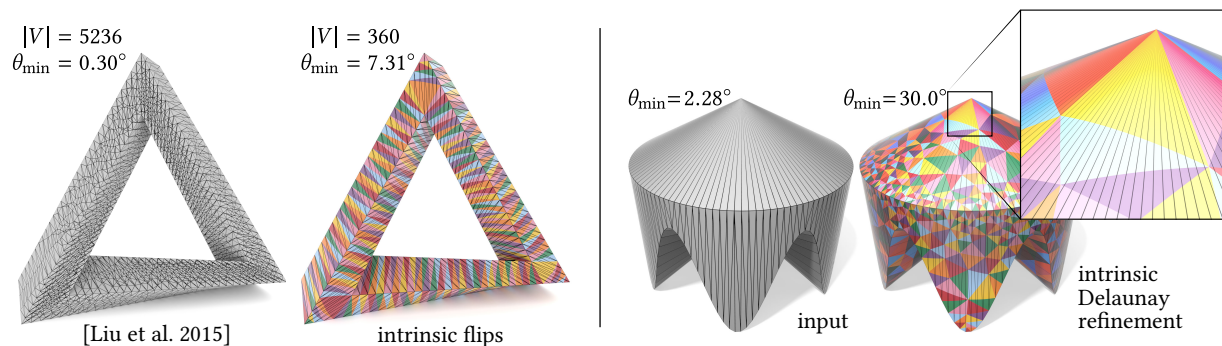 |V| = 5236
θmin = 0.30°
[Liu et al. 2015]
|V| = 360
θmin = 7.31°
intrinsic flips
θmin=2.28°
input
θmin=30.0°
intrinsic
Delaunay
refinement